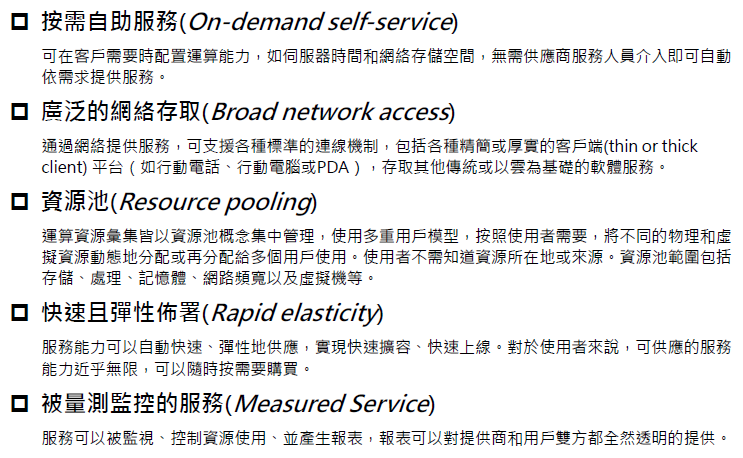 按需自助服務(On-demand self-service)
可在客戶需要時配置運算能力，如伺服器時間和網絡存儲空間，無需供應商服務人員介入即可自動
依需求提供服務。
廣泛的網絡存取(Broad network access)
通過網絡提供服務，可支援各種標準的連線機制，包括各種精簡或厚實的客戶端(thin or thick
client) 平台（如行動電話、行動電腦或PDA），存取其他傳統或以雲為基礎的軟體服務。
資源池(Resource pooling)
運算資源彙集皆以資源池概念集中管理，使用多重用戶模型，按照使用者需要，將不同的物理和虛
擬資源動態地分配或再分配給多個用戶使用。使用者不需知道資源所在地或來源。資源池範圍包括
存儲、處理、記憶體、網路頻寬以及虛擬機等。
快速且彈性佈署(Rapid elasticity)
服務能力可以自動快速、彈性地供應，實現快速擴容、快速上線。對於使用者來說，可供應的服務
能力近乎無限，可以隨時按需要購買。
被量測監控的服務(Measured Service)
服務可以被監視、控制資源使用、並產生報表，報表可以對提供商和用戶雙方都全然透明的提供。